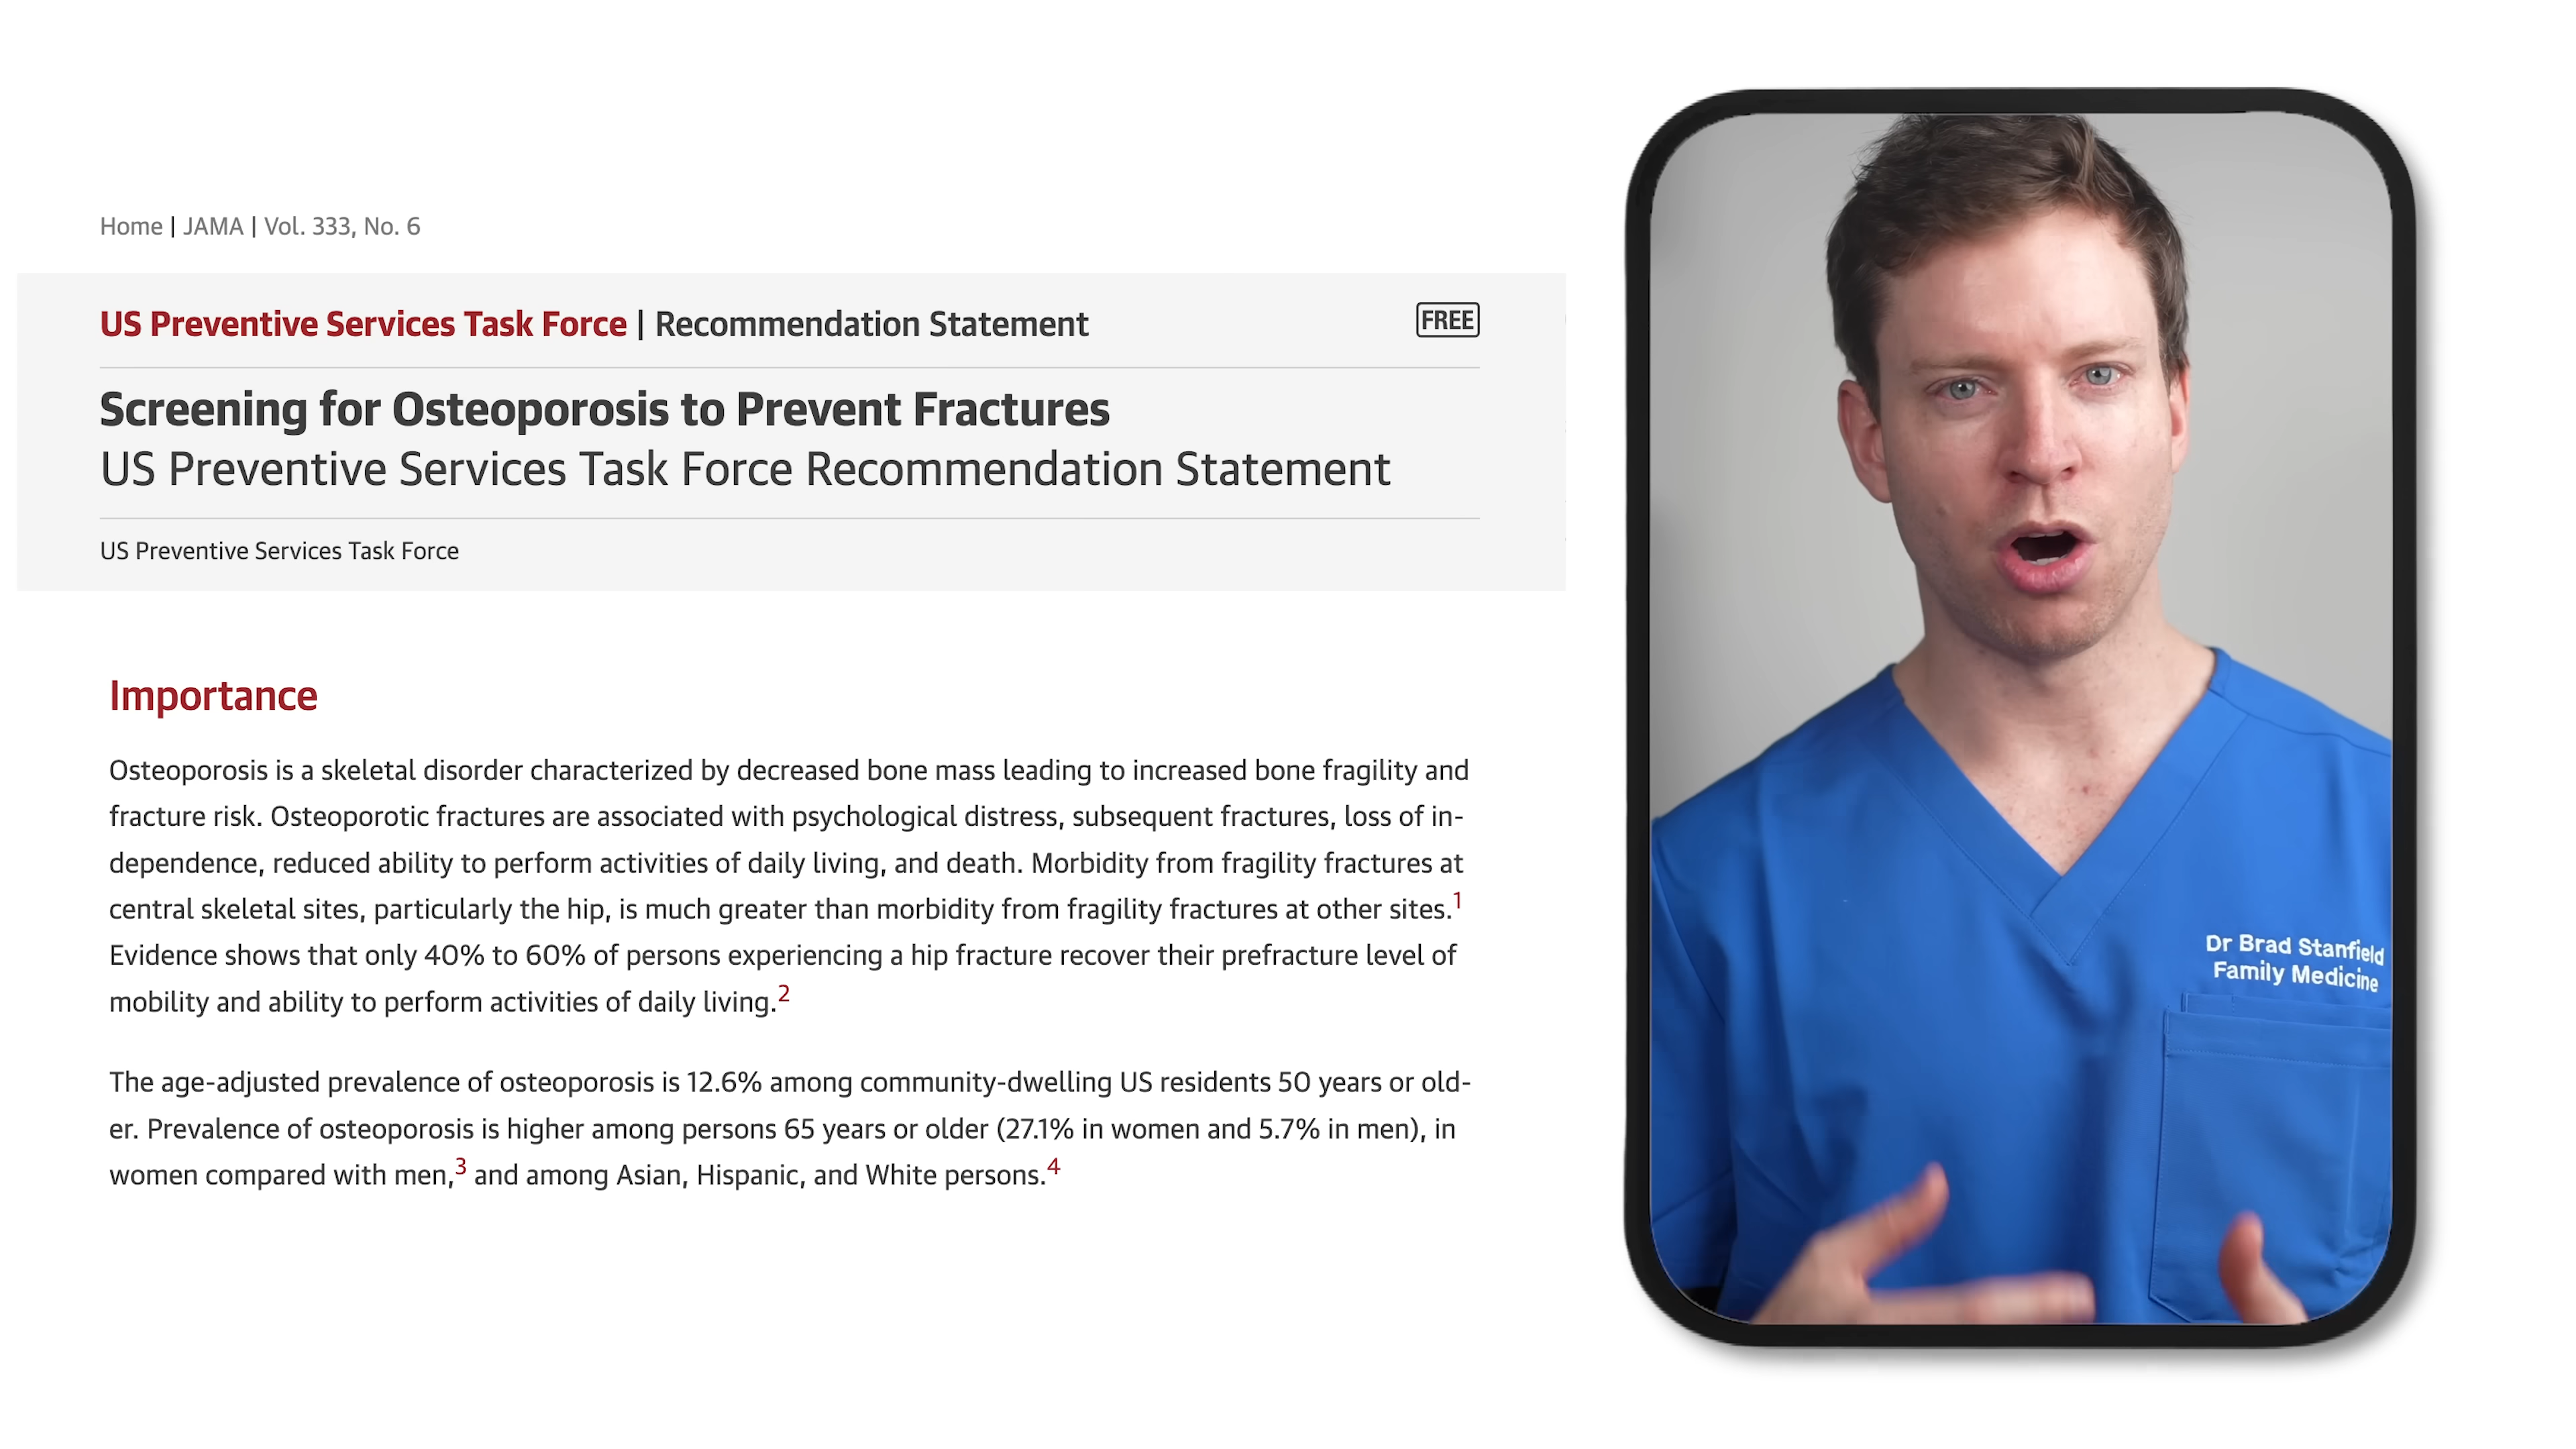 Home | JAMA | Vol. 333, No. 6
US Preventive Services Task Force | Recommendation Statement
FREE
Screening for Osteoporosis to Prevent Fractures
US Preventive Services Task Force Recommendation Statement
US Preventive Services Task Force
Importance
Osteoporosis is a skeletal disorder characterized by decreased bone mass leading to increased bone fragility and
fracture risk. Osteoporotic fractures are associated with psychological distress, subsequent fractures, loss of in-
dependence, reduced ability to perform activities of daily living, and death. Morbidity from fragility fractures at
central skeletal sites, particularly the hip, is much greater than morbidity from fragility fractures at other sites.1
Evidence shows that only 40% to 60% of persons experiencing a hip fracture recover their prefracture level of
mobility and ability to perform activities of daily living.2
The age-adjusted prevalence of osteoporosis is 12.6% among community-dwelling US residents 50 years or old-
er. Prevalence of osteoporosis is higher among persons 65 years or older (27.1% in women and 5.7% in men), in
women compared with men,3 and among Asian, Hispanic, and White persons.4
Dr Brad Stanfield
Family Medicine